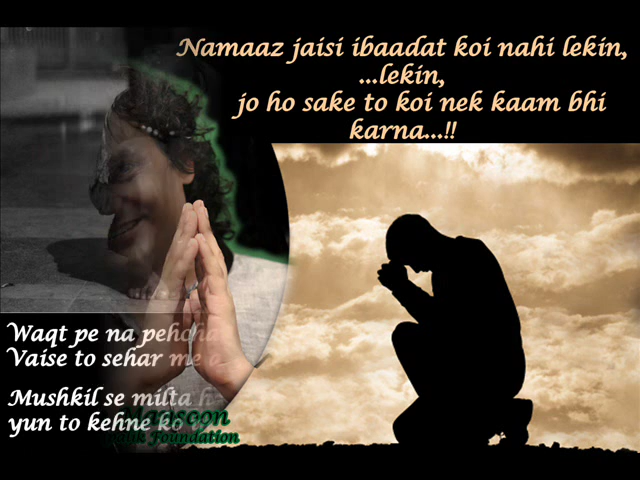 Namaaz jaisi ibaadat koi nahi lekin,
...lekin,
jo ho sake to koi nek kaam bhi
karna...!!
Waqt pe na
Vaise to sehar me
Mushkil se milta
yun to kehne ko
Foundation